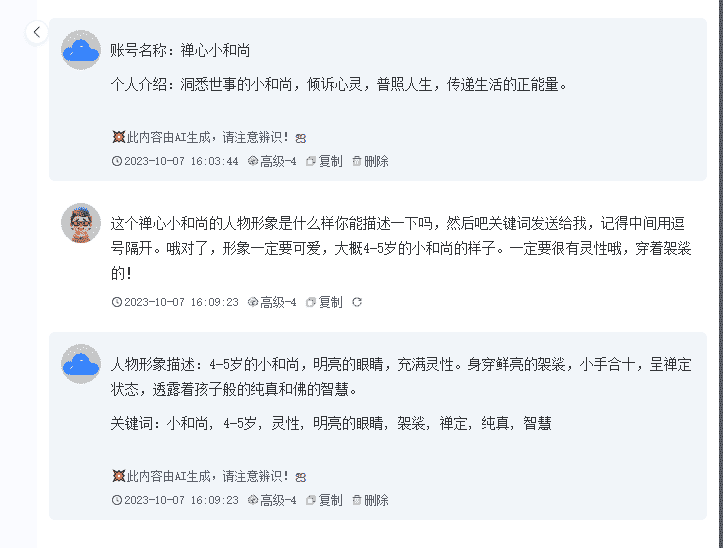 账号名称：禅心小和尚
个人介绍：洞悉世事的小和尚，倾诉心灵，普照人生，传递生活的正能量。
💥此内容由AI生成，请注意辨识！
2023-10-07 16:03:44 高级-4 复制 删除
这个禅心小和尚的人物形象是什么样你能描述一下吗，然后吧关键词发送给我，记得中间用逗
号隔开。哦对了，形象一定要可爱，大概4-5岁的小和尚的样子。一定要很有灵性哦，穿着袈裟
的！
2023-10-07 16:09:23 高级-4 复制
人物形象描述：4-5岁的小和尚，明亮的眼睛，充满灵性。身穿鲜亮的袈裟，小手合十，呈禅定
状态，透露着孩子般的纯真和佛的智慧。
关键词：小和尚, 4-5岁, 灵性, 明亮的眼睛, 袈裟, 禅定, 纯真, 智慧
💥此内容由AI生成，请注意辨识！
2023-10-07 16:09:23 高级-4 复制 删除